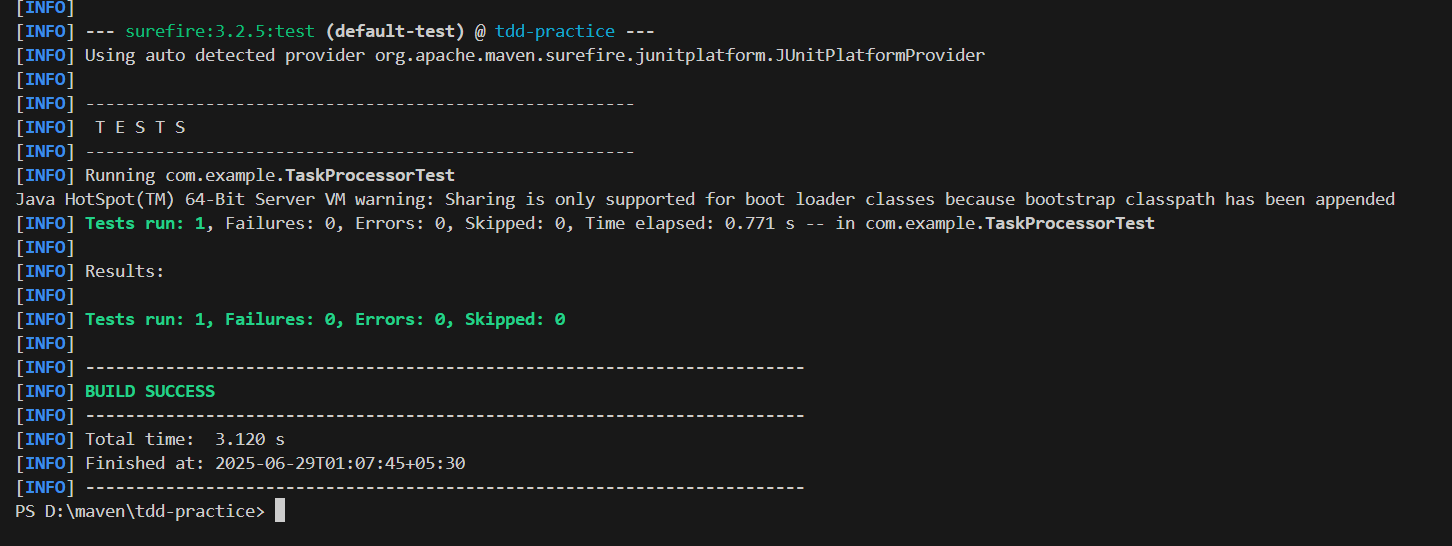 [INFO]
[INFO] --- surefire:3.2.5:test (default-test) @ tdd-practice ---
[INFO] Using auto detected provider org.apache.maven.surefire.junitplatform.JUnitPlatformProvider
[INFO]
[INFO] -------------------------------------------------------
[INFO]  T E S T S
[INFO] -------------------------------------------------------
[INFO] Running com.example.TaskProcessorTest
Java HotSpot(TM) 64-Bit Server VM warning: Sharing is only supported for boot loader classes because bootstrap classpath has been appended
[INFO] Tests run: 1, Failures: 0, Errors: 0, Skipped: 0, Time elapsed: 0.771 s -- in com.example.TaskProcessorTest
[INFO]
[INFO] Results:
[INFO]
[INFO] Tests run: 1, Failures: 0, Errors: 0, Skipped: 0
[INFO]
[INFO] ------------------------------------------------------------------------
[INFO] BUILD SUCCESS
[INFO] ------------------------------------------------------------------------
[INFO] Total time:  3.120 s
[INFO] Finished at: 2025-06-29T01:07:45+05:30
[INFO] ------------------------------------------------------------------------
PS D:\maven\tdd-practice>